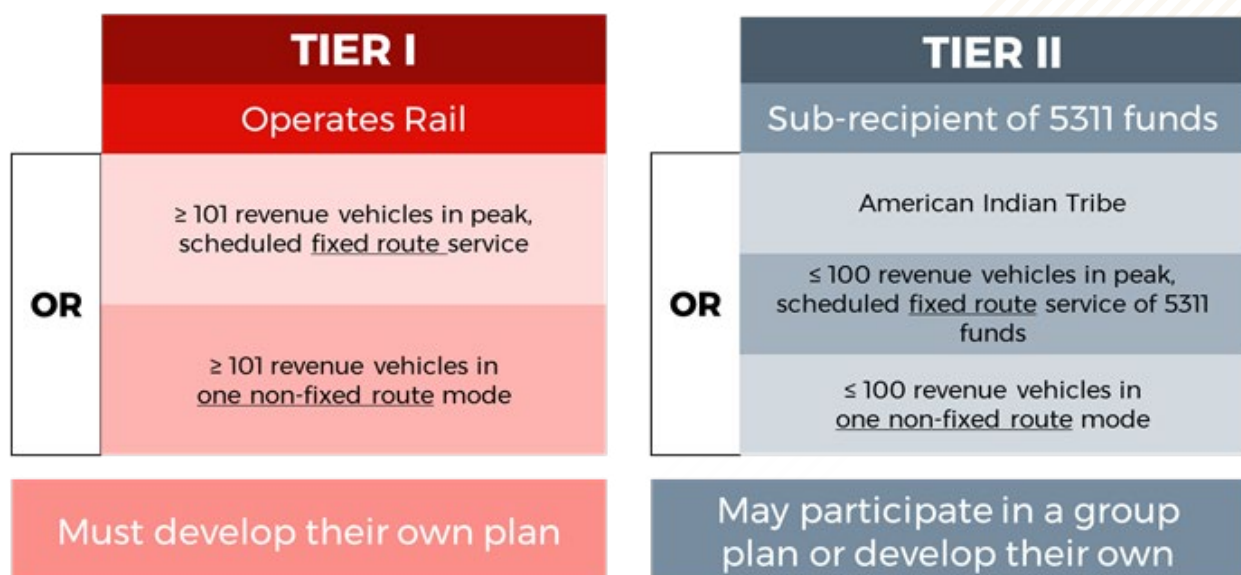 TIER I
Operates Rail
OR
≥ 101 revenue vehicles in peak,
scheduled fixed route service
≥ 101 revenue vehicles in
one non-fixed route mode
Must develop their own plan
TIER II
Sub-recipient of 5311 funds
OR
American Indian Tribe
≤ 100 revenue vehicles in peak,
scheduled fixed route service of 5311
funds
≤ 100 revenue vehicles in
one non-fixed route mode
May participate in a group
plan or develop their own